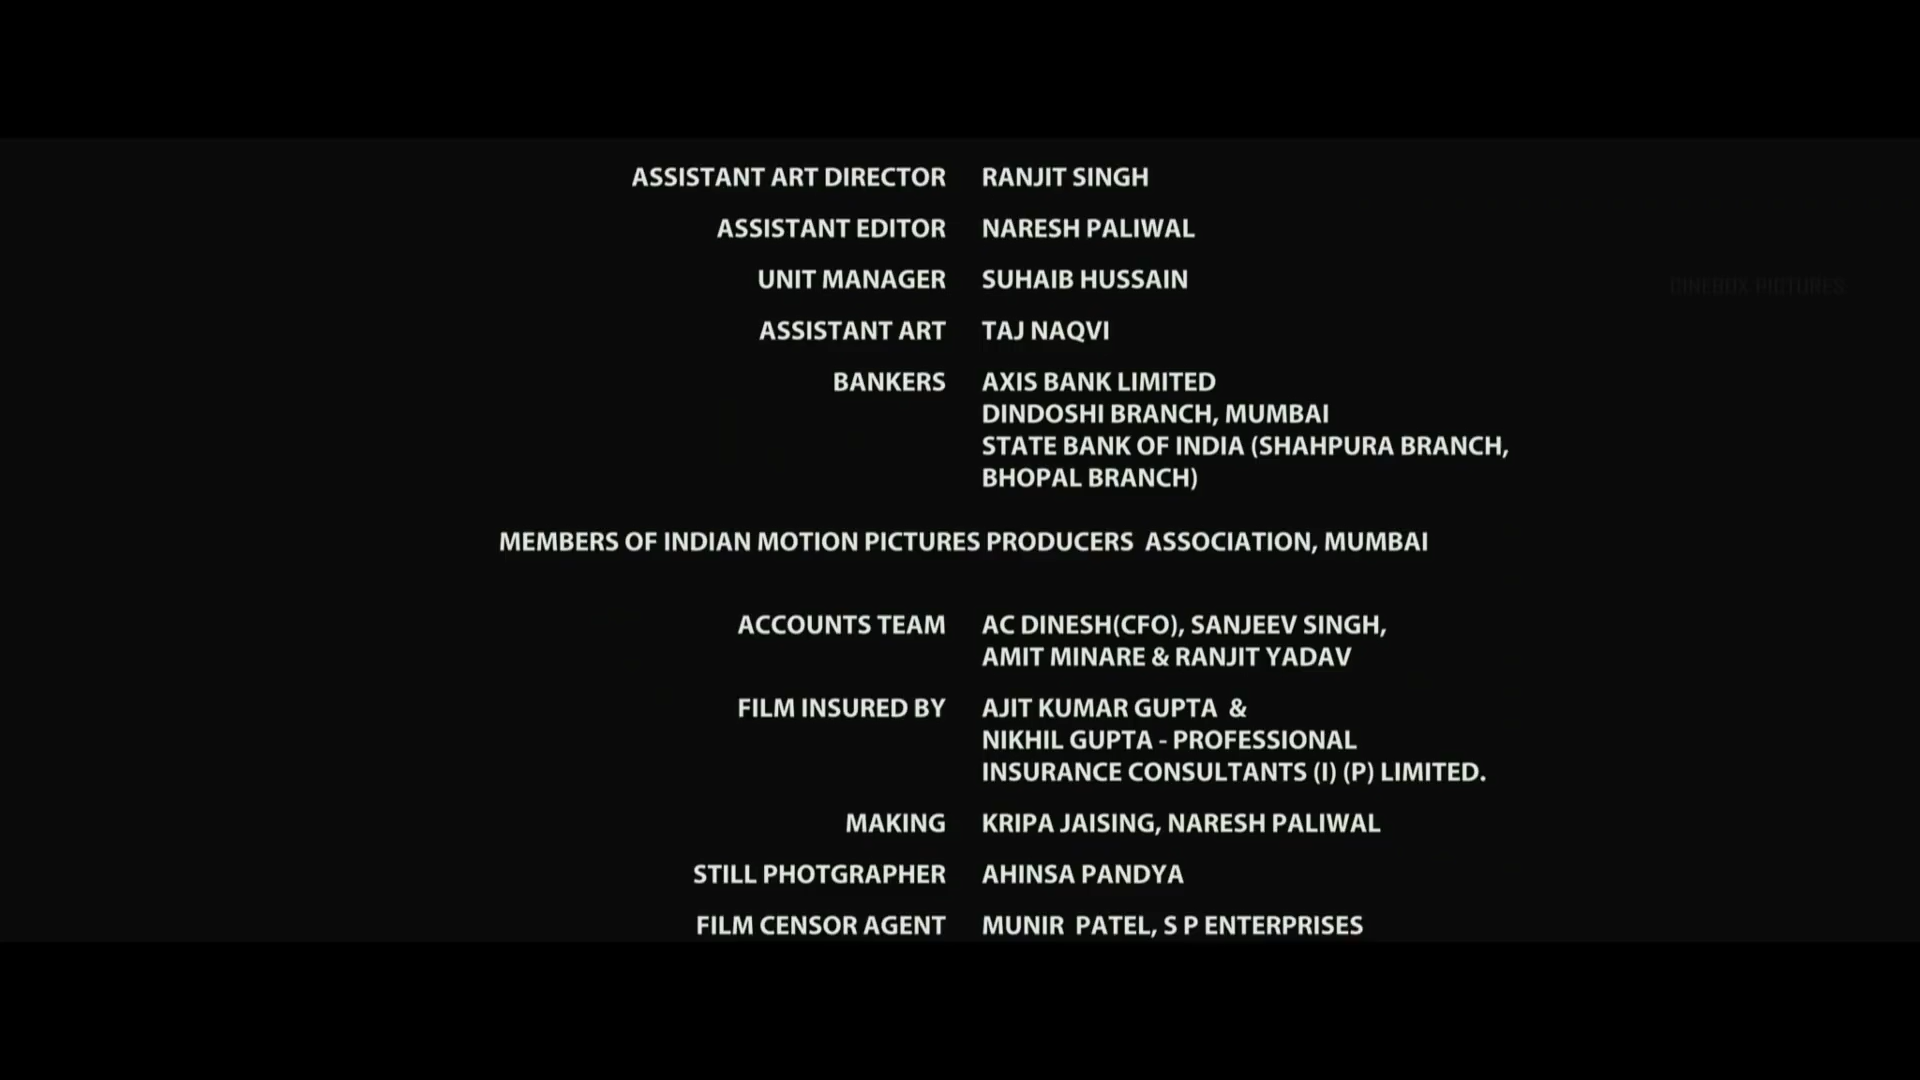 ASSISTANT ART DIRECTOR RANJIT SINGH
ASSISTANT EDITOR NARESH PALIWAL
UNIT MANAGER SUHAIB HUSSAIN
CINEBOX PICTURES
ASSISTANT ART TAJ NAQVI
BANKERS AXIS BANK LIMITED
DINDOSHI BRANCH, MUMBAI
STATE BANK OF INDIA (SHAHPURA BRANCH,
BHOPAL BRANCH)
MEMBERS OF INDIAN MOTION PICTURES PRODUCERS  ASSOCIATION, MUMBAI
ACCOUNTS TEAM AC DINESH(CFO), SANJEEV SINGH,
AMIT MINARE & RANJIT YADAV
FILM INSURED BY AJIT KUMAR GUPTA  &
NIKHIL GUPTA - PROFESSIONAL
INSURANCE CONSULTANTS (I) (P) LIMITED.
MAKING KRIPA JAISING, NARESH PALIWAL
STILL PHOTGRAPHER AHINSA PANDYA
FILM CENSOR AGENT MUNIR  PATEL, S P ENTERPRISES